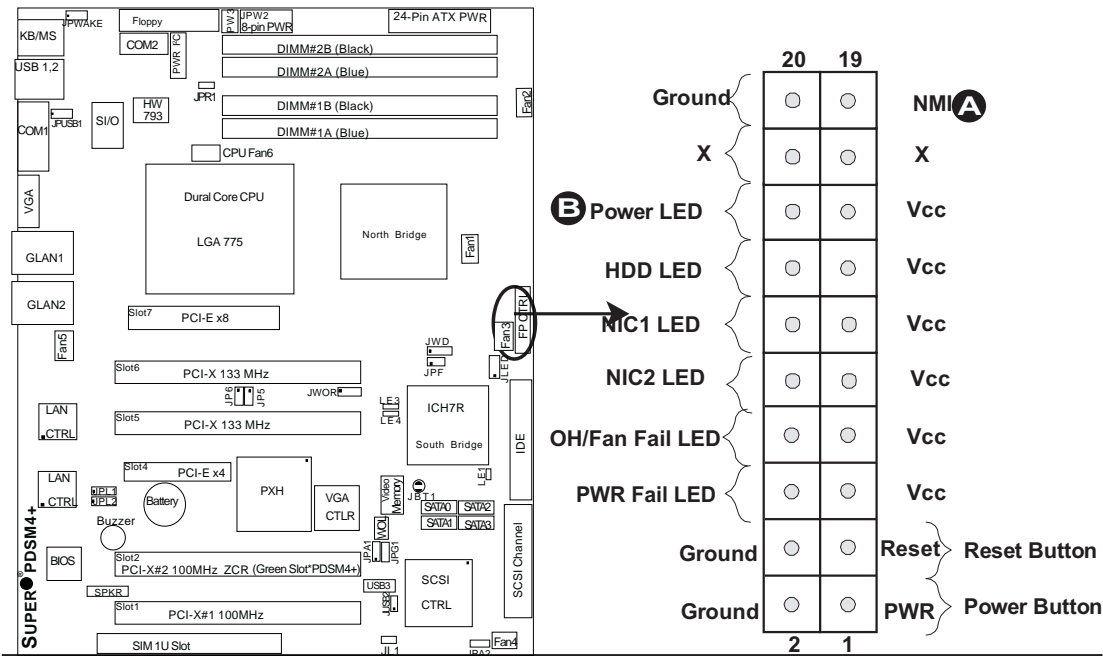 JPWAKE
Floppy
PW3
JPW2
8-pin PWR
24-Pin ATX PWR
KB/MS
COM2
PWR I²C
DIMM#2B (Black)
USB 1,2
DIMM#2A (Blue)
JPR1
HW
793
DIMM#1B (Black)
Fan2
COM1
JPUSB1
SI/O
DIMM#1A (Blue)
CPU Fan6
VGA
Dural Core CPU
LGA 775
North Bridge
Fan1
GLAN1
GLAN2
Slot7
PCI-E x8
FP CTRL
Fan3
Fan5
JWD
JPF
JLED
Slot6
PCI-X 133 MHz
JP6
JP5
JWOR
LE3
LE4
ICH7R
South Bridge
IDE
LAN
CTRL
Slot5
PCI-X 133 MHz
Slot4
PCI-E x4
LE1
LAN
CTRL
JPL1
JPL2
Battery
PXH
VGA
CTLR
Video
Memory
JBT1
SATA0
SATA2
SATA1
SATA3
Buzzer
WOL
BIOS
JPA1
JPG1
SCSI Channel
Slot2
PCI-X#2 100MHz ZCR (Green Slot*PDSM4+)
USB3
JUSB2
SCSI
CTRL
SPKR
Slot1
PCI-X#1 100MHz
SIM 1U Slot
JL1
JPA2
Fan4
SUPER® PDSM4+
20 19
Ground NMI A
X X
B Power LED Vcc
HDD LED Vcc
NIC1 LED Vcc
NIC2 LED Vcc
OH/Fan Fail LED Vcc
PWR Fail LED Vcc
Ground Reset Reset Button
Ground PWR Power Button
2 1